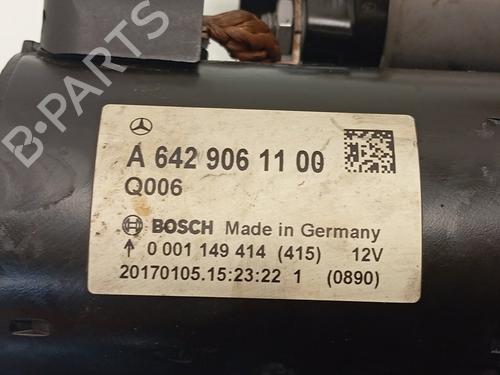 B-PARTS
A 642 906 11 00
Q006
BOSCH Made in Germany
↑ 0 001 149 414 (415) 12V
20170105.15:23:22 1 (0890)